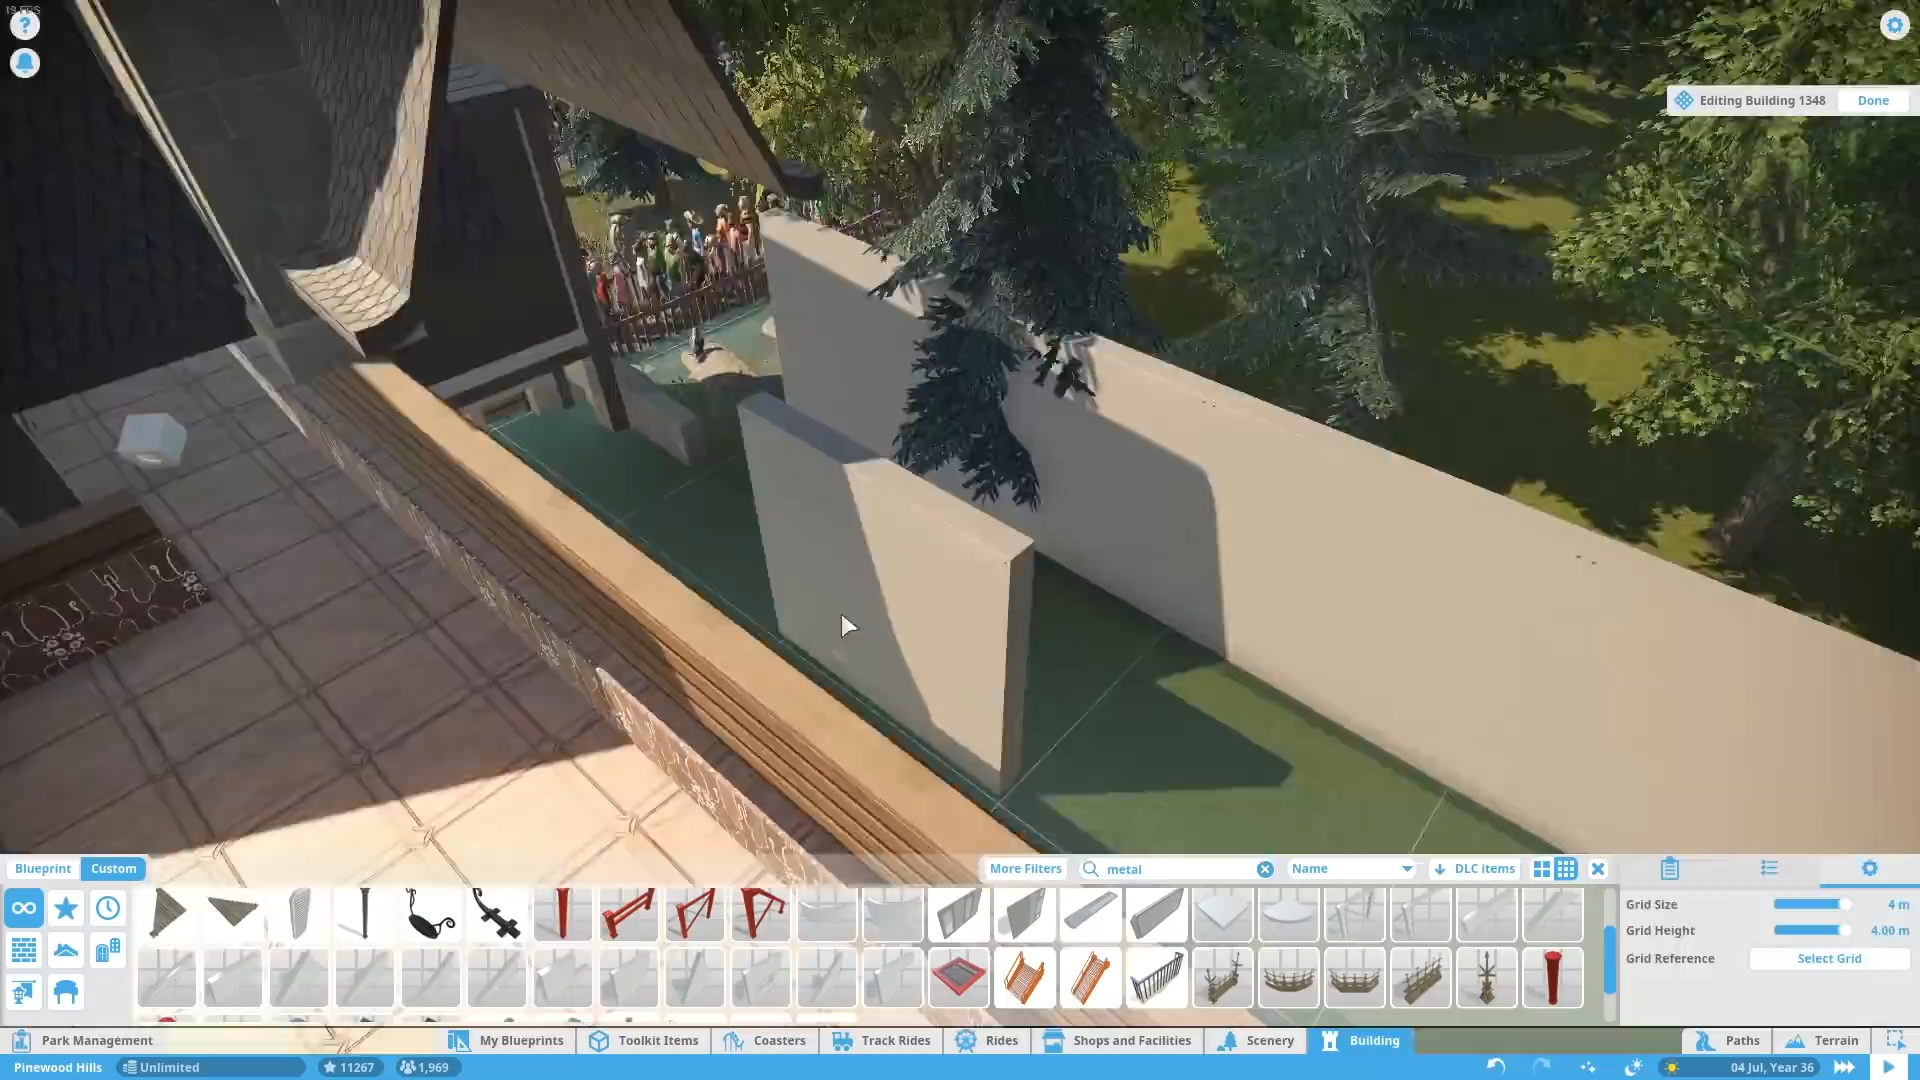 19 FPS
?
Editing Building 1348 Done
Blueprint Custom
More Filters metal Name DLC items
Grid Size 4 m
Grid Height 4.00 m
Grid Reference Select Grid
Park Management My Blueprints Toolkit Items Coasters Track Rides Rides Shops and Facilities Scenery Building Paths Terrain
Pinewood Hills Unlimited 11267 1,969 04 Jul, Year 36